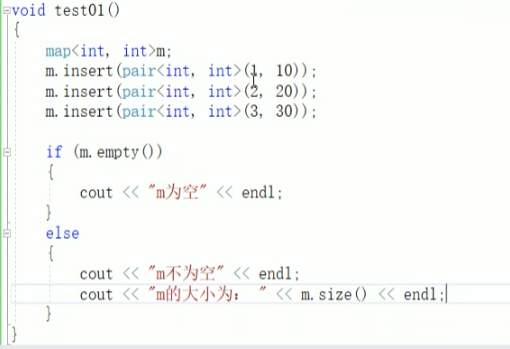 void test01()
{
map<int, int>m;
m.insert(pair<int, int>(1, 10));
m.insert(pair<int, int>(2, 20));
m.insert(pair<int, int>(3, 30));
if (m.empty())
{
cout << "m为空" << endl;
}
else
{
cout << "m不为空" << endl;
cout << "m的大小为： " << m.size() << endl;
}
}